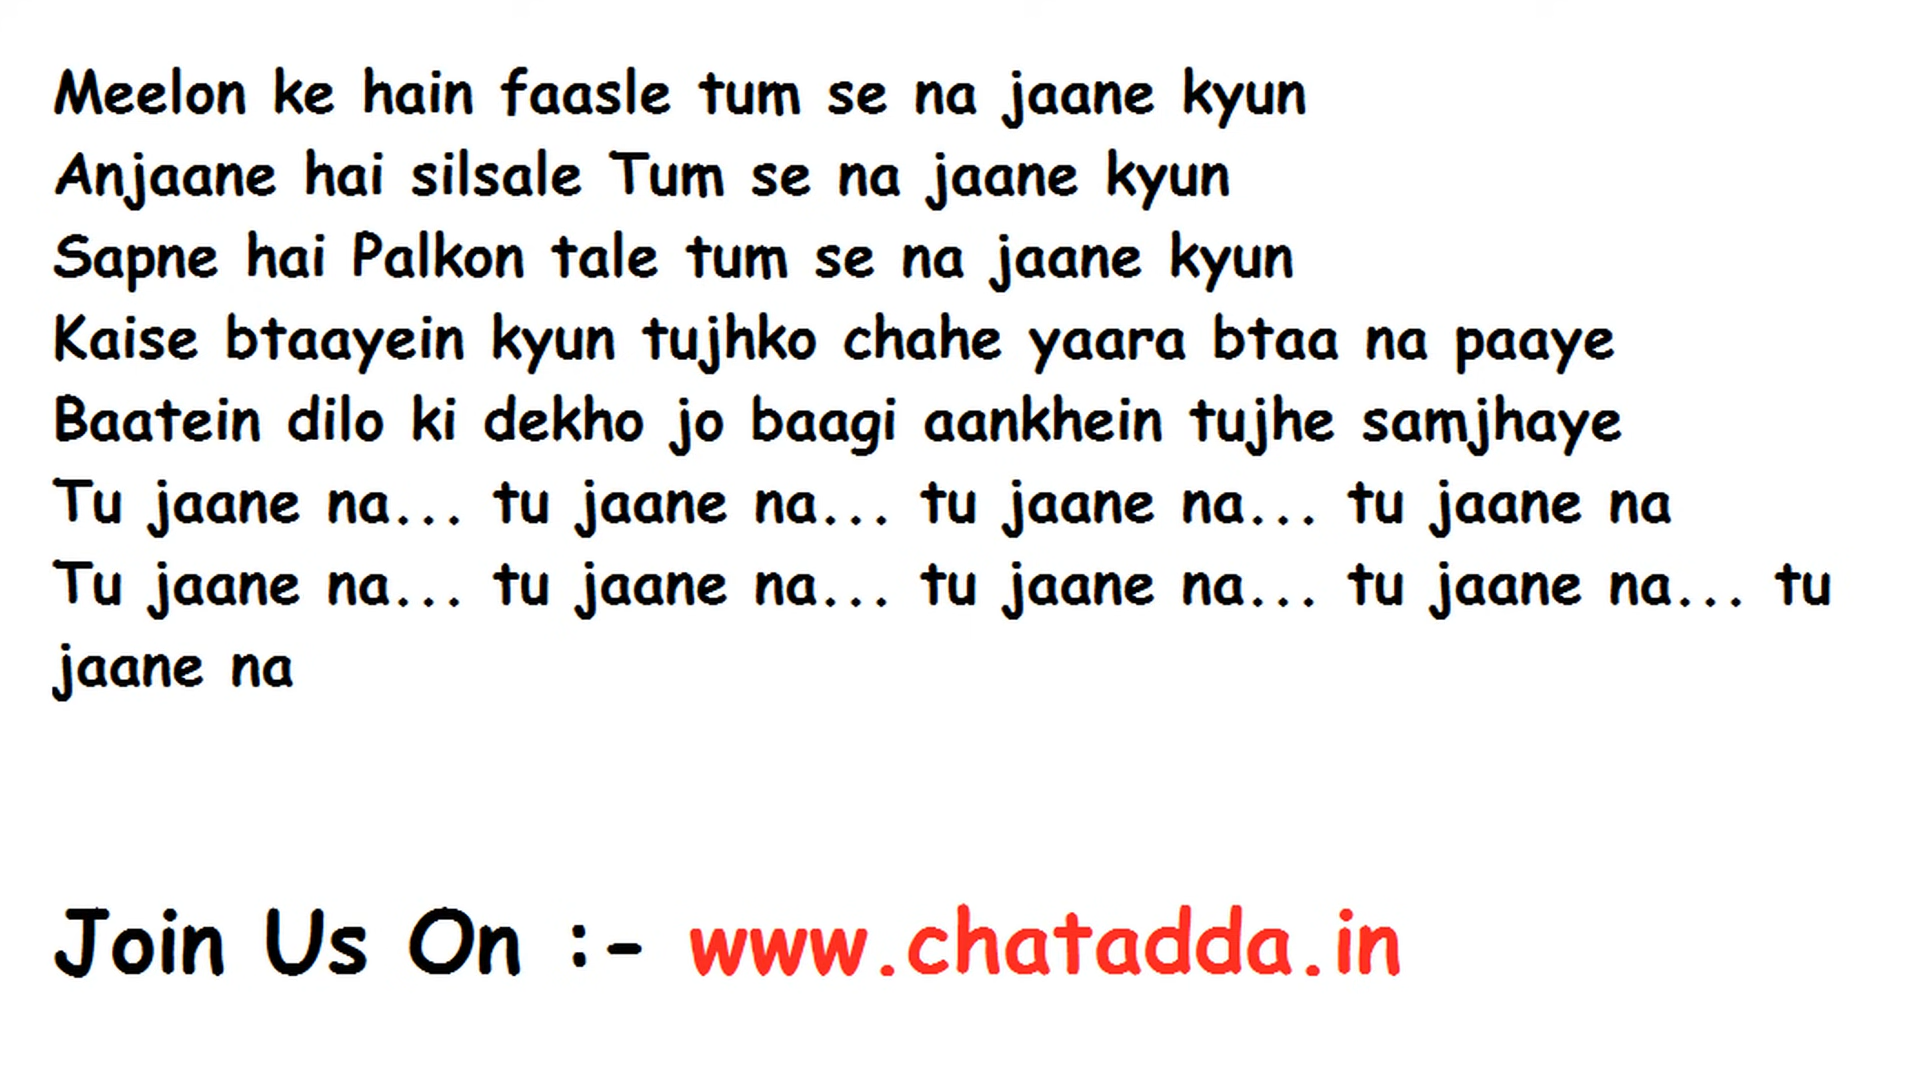 Meelon ke hain faasle tum se na jaane kyun
Anjaane hai silsale Tum se na jaane kyun
Sapne hai Palkon tale tum se na jaane kyun
Kaise btaayein kyun tujhko chahe yaara btaa na paaye
Baatein dilo ki dekho jo baagi aankhein tujhe samjhaye
Tu jaane na... tu jaane na... tu jaane na... tu jaane na
Tu jaane na... tu jaane na... tu jaane na... tu jaane na... tu
jaane na
Join Us On :- www.chatadda.in